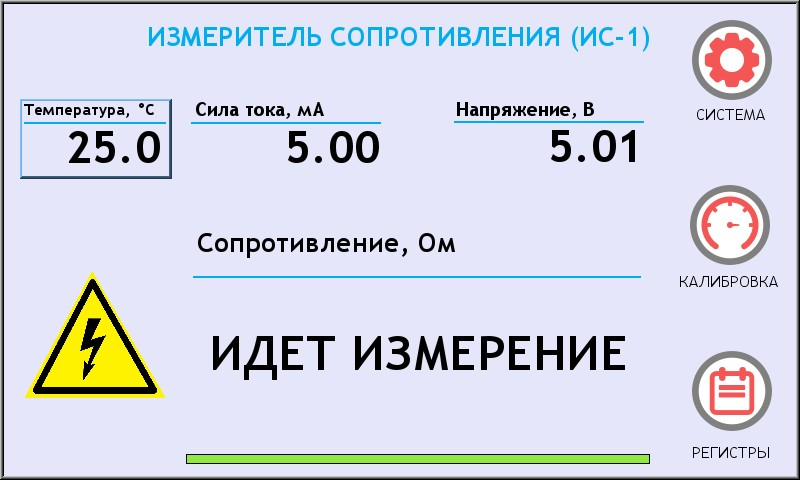 ИЗМЕРИТЕЛЬ СОПРОТИВЛЕНИЯ (ИС-1)
СИСТЕМА
Температура, °C
25.0
Сила тока, мА
5.00
Напряжение, В
5.01
Сопротивление, Ом
КАЛИБРОВКА
ИДЕТ ИЗМЕРЕНИЕ
РЕГИСТРЫ